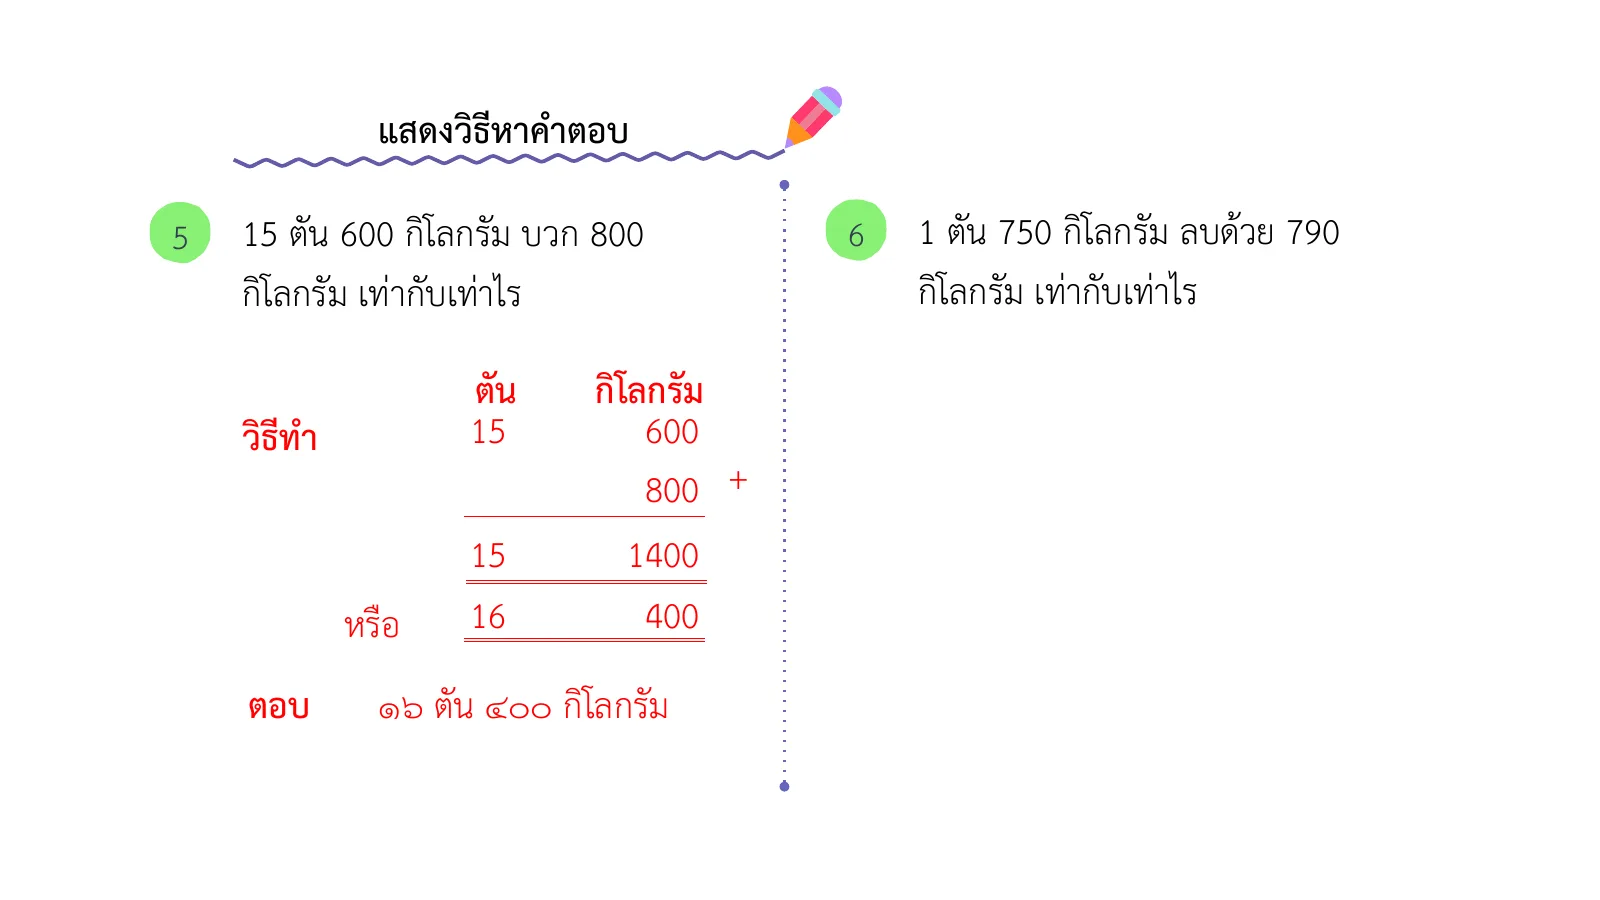 แสดงวิธีหาคำตอบ
5
15 ตัน 600 กิโลกรัม บวก 800
กิโลกรัม เท่ากับเท่าไร
ตัน กิโลกรัม
วิธีทำ 15 600
800 +
15 1400
หรือ 16 400
ตอบ ๑๖ ตัน ๔๐๐ กิโลกรัม
6
1 ตัน 750 กิโลกรัม ลบด้วย 790
กิโลกรัม เท่ากับเท่าไร